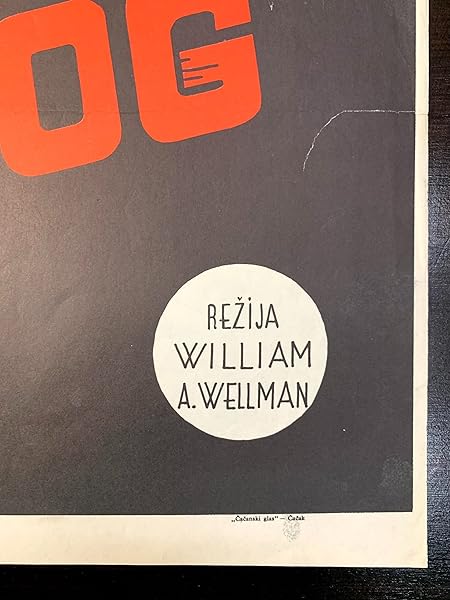 OG
REŽIJA
WILLIAM
A. WELLMAN
„Čačanski glas" — Čačak